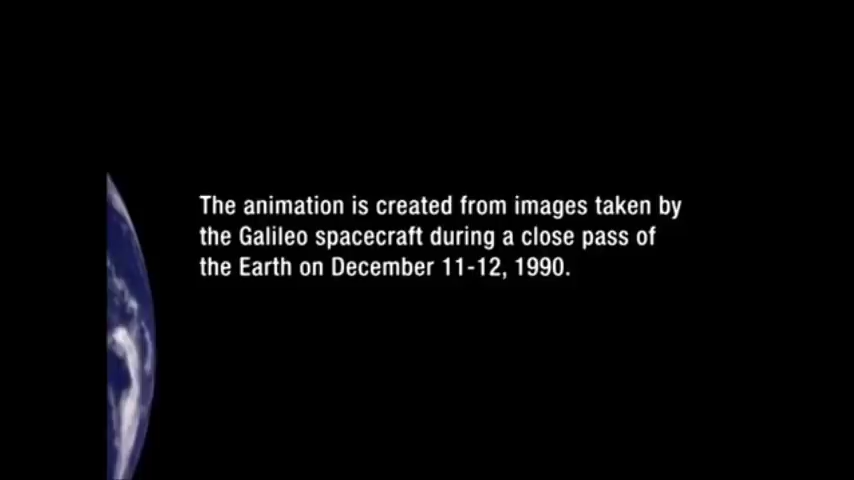 The animation is created from images taken by
the Galileo spacecraft during a close pass of
the Earth on December 11-12, 1990.